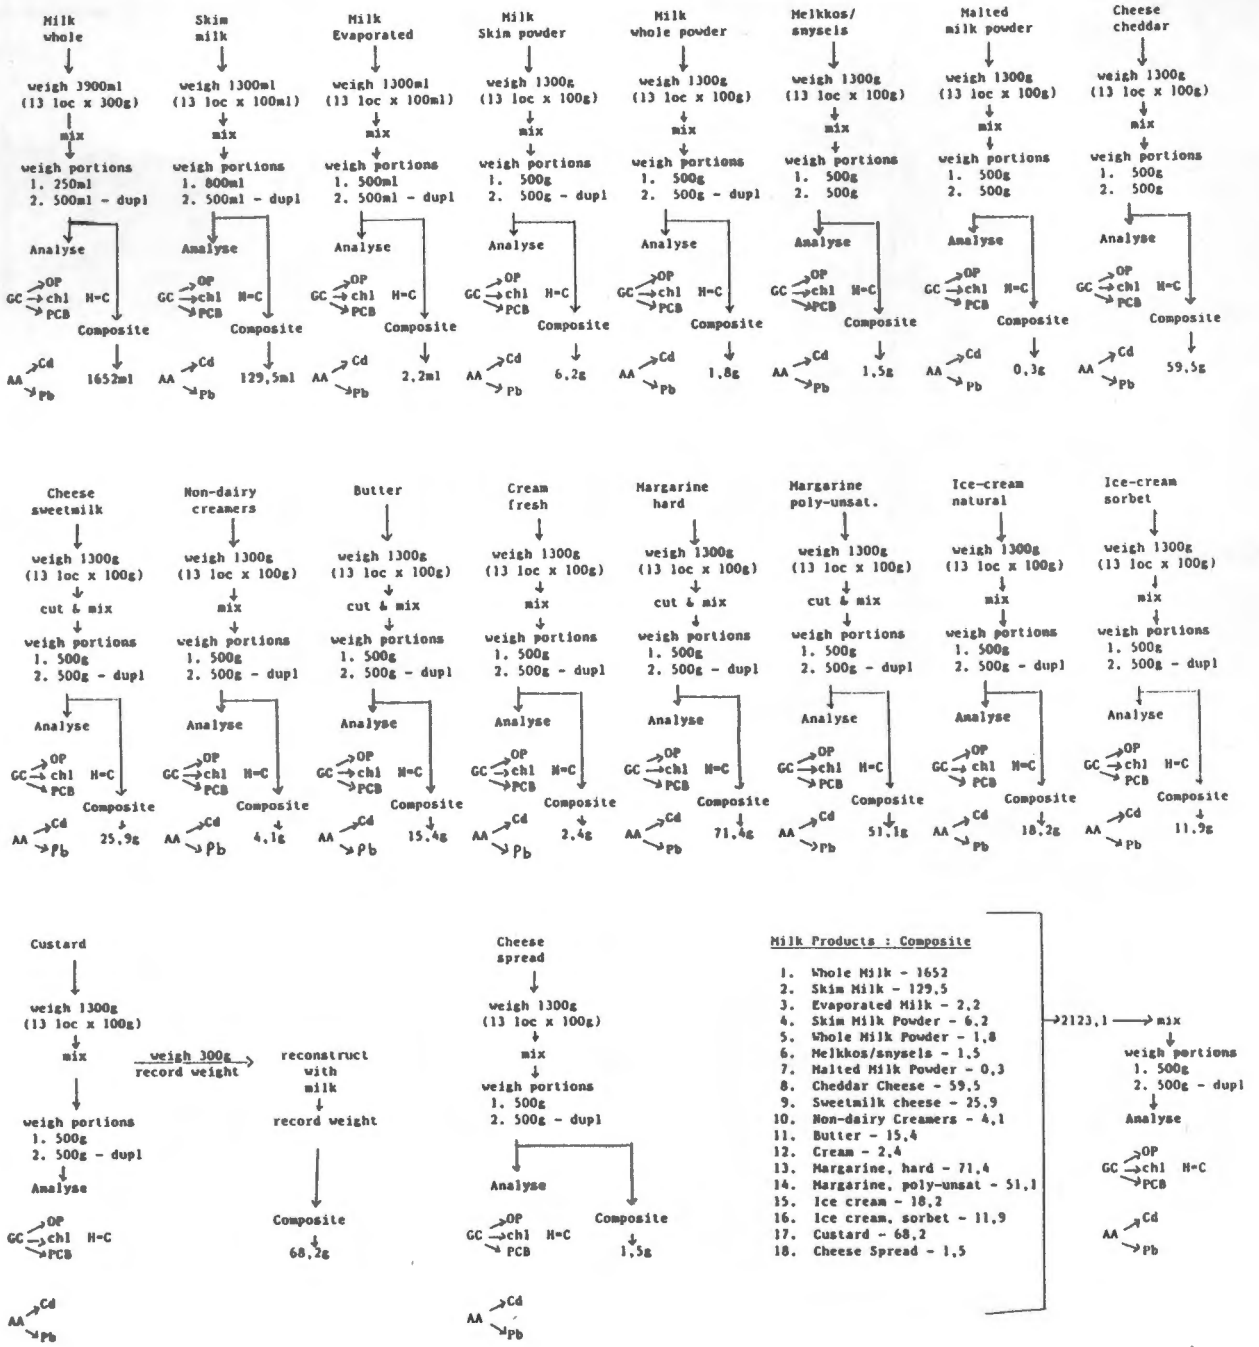 Milk whole
weigh 3900ml
(13 loc x 300g)
mix
weigh portions
1. 250ml
2. 500ml - dupl
Analyse
GC OP chl PCB H=C
Composite
AA Cd Pb
1652ml
Skim milk
weigh 1300ml
(13 loc x 100ml)
mix
weigh portions
1. 800ml
2. 500ml - dupl
Analyse
GC OP chl PCB H=C
Composite
AA Cd Pb
129,5ml
Milk Evaporated
weigh 1300ml
(13 loc x 100ml)
mix
weigh portions
1. 500ml
2. 500ml - dupl
Analyse
GC OP chl PCB H=C
Composite
AA Cd Pb
2,2ml
Milk Skim powder
weigh 1300g
(13 loc x 100g)
mix
weigh portions
1. 500g
2. 500g - dupl
Analyse
GC OP chl PCB H=C
Composite
AA Cd Pb
6,2g
Milk whole powder
weigh 1300g
(13 loc x 100g)
mix
weigh portions
1. 500g
2. 500g - dupl
Analyse
GC OP chl PCB H=C
Composite
AA Cd Pb
1,8g
Melkkos/ snysels
weigh 1300g
(13 loc x 100g)
mix
weigh portions
1. 500g
2. 500g
Analyse
GC OP chl PCB H=C
Composite
AA Cd Pb
1,5g
Malted milk powder
weigh 1300g
(13 loc x 100g)
mix
weigh portions
1. 500g
2. 500g
Analyse
GC OP chl PCB H=C
Composite
AA Cd Pb
0,3g
Cheese cheddar
weigh 1300g
(13 loc x 100g)
mix
weigh portions
1. 500g
2. 500g
Analyse
GC OP chl PCB H=C
Composite
AA Cd Pb
59,5g
Cheese sweetmilk
weigh 1300g
(13 loc x 100g)
cut & mix
weigh portions
1. 500g
2. 500g - dupl
Analyse
GC OP chl PCB H=C
Composite
AA Cd Pb
25,9g
Non-dairy creamers
weigh 1300g
(13 loc x 100g)
mix
weigh portions
1. 500g
2. 500g - dupl
Analyse
GC OP chl PCB H=C
Composite
AA Cd Pb
4,1g
Butter
weigh 1300g
(13 loc x 100g)
cut & mix
weigh portions
1. 500g
2. 500g - dupl
Analyse
GC OP chl PCB H=C
Composite
AA Cd Pb
15,4g
Cream fresh
weigh 1300g
(13 loc x 100g)
mix
weigh portions
1. 500g
2. 500g - dupl
Analyse
GC OP chl PCB H=C
Composite
AA Cd Pb
2,4g
Margarine hard
weigh 1300g
(13 loc x 100g)
cut & mix
weigh portions
1. 500g
2. 500g - dupl
Analyse
GC OP chl PCB H=C
Composite
AA Cd Pb
71,4g
Margarine poly-unsat.
weigh 1300g
(13 loc x 100g)
cut & mix
weigh portions
1. 500g
2. 500g - dupl
Analyse
GC OP chl PCB H=C
Composite
AA Cd Pb
51,1g
Ice-cream natural
weigh 1300g
(13 loc x 100g)
mix
weigh portions
1. 500g
2. 500g - dupl
Analyse
GC OP chl PCB H=C
Composite
AA Cd Pb
18,2g
Ice-cream sorbet
weigh 1300g
(13 loc x 100g)
mix
weigh portions
1. 500g
2. 500g - dupl
Analyse
GC OP chl PCB H=C
Composite
AA Cd Pb
11,9g
Custard
weigh 1300g
(13 loc x 100g)
mix
weigh 300g
record weight
reconstruct
with
milk
record weight
Composite
68,2g
weigh portions
1. 500g
2. 500g - dupl
Analyse
GC OP chl PCB H=C
AA Cd Pb
Cheese spread
weigh 1300g
(13 loc x 100g)
mix
weigh portions
1. 500g
2. 500g - dupl
Analyse
GC OP chl PCB H=C
Composite
1,5g
AA Cd Pb
Milk Products : Composite
1. Whole Milk - 1652
2. Skim Milk - 129,5
3. Evaporated Milk - 2,2
4. Skim Milk Powder - 6,2
5. Whole Milk Powder - 1,8
6. Melkkos/snysels - 1,5
7. Malted Milk Powder - 0,3
8. Cheddar Cheese - 59,5
9. Sweetmilk cheese - 25,9
10. Non-dairy Creamers - 4,1
11. Butter - 15,4
12. Cream - 2,4
13. Margarine, hard - 71,4
14. Margarine, poly-unsat - 51,1
15. Ice cream - 18,2
16. Ice cream, sorbet - 11,9
17. Custard - 68,2
18. Cheese Spread - 1,5
2123,1
mix
weigh portions
1. 500g
2. 500g - dupl
Analyse
GC OP chl PCB H=C
AA Cd Pb